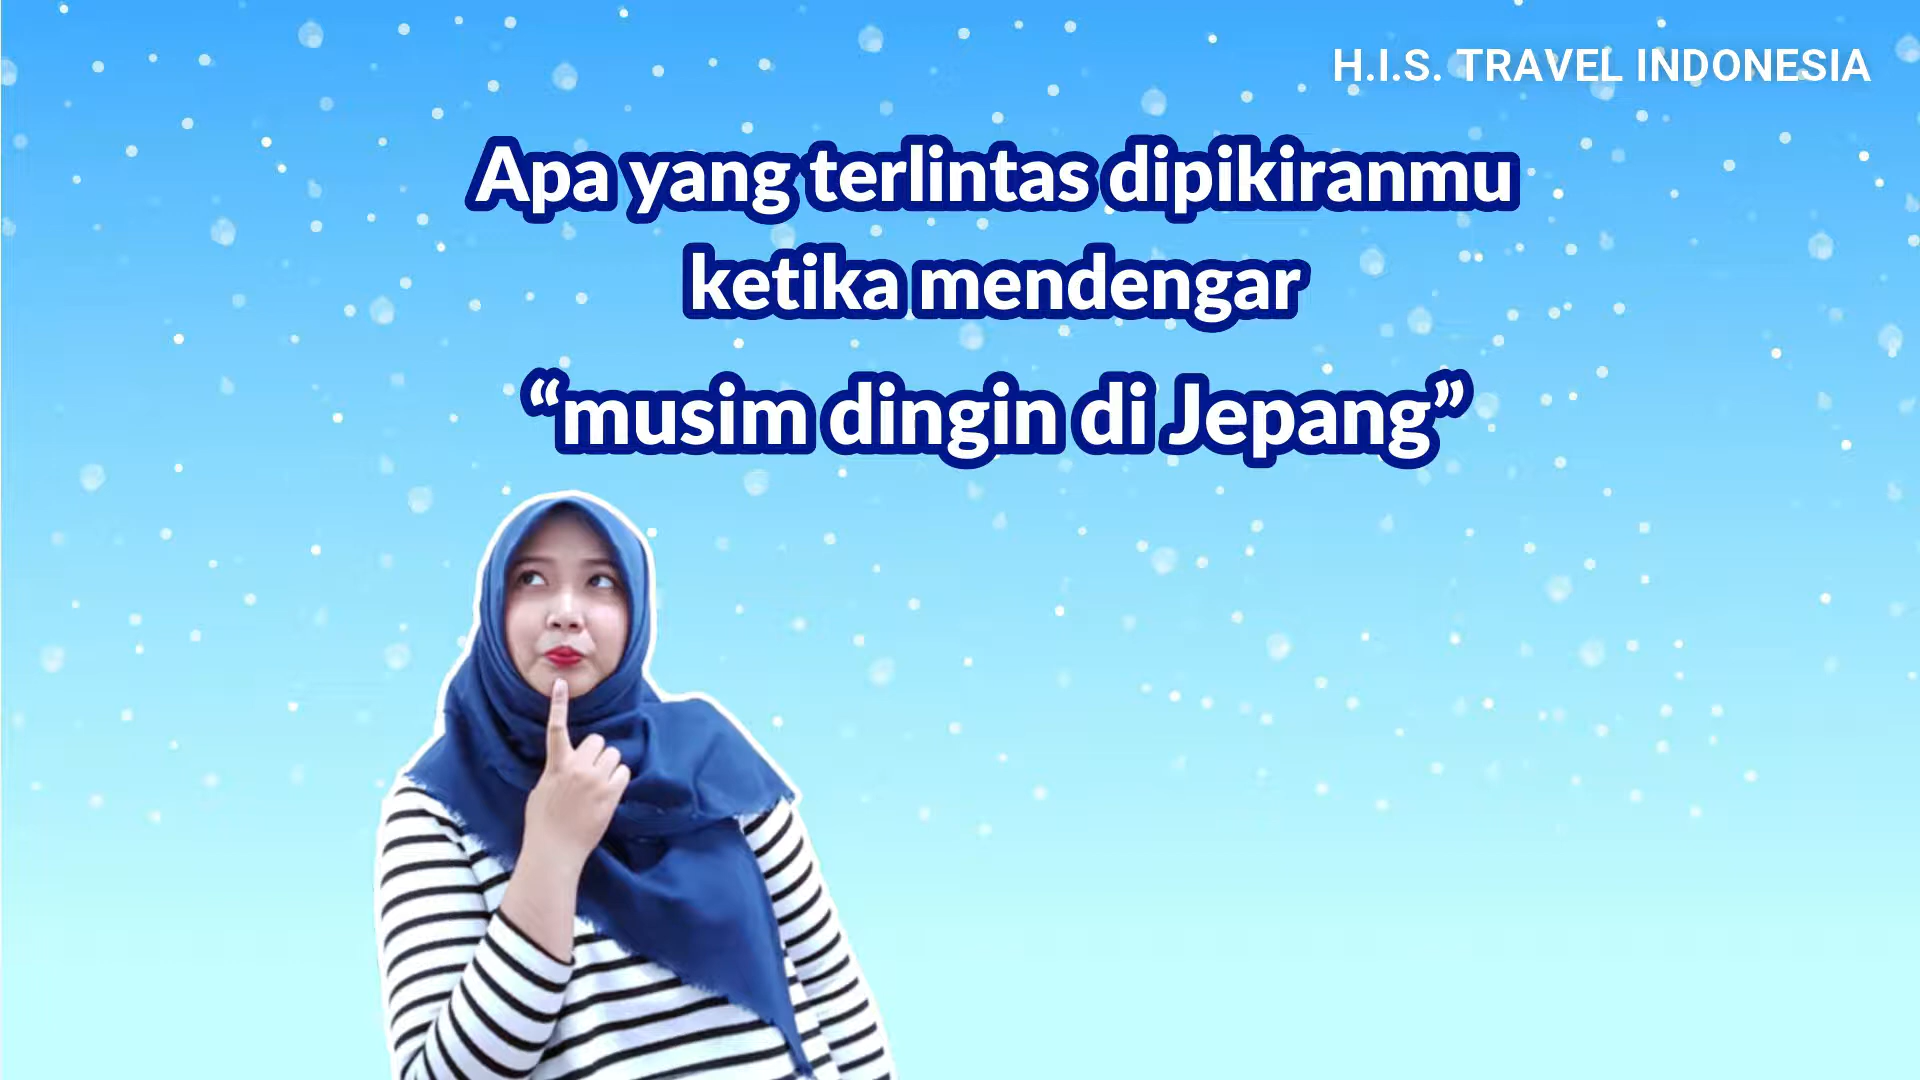 H.I.S. TRAVEL INDONESIA
Apa yang terlintas dipikiranmu
ketika mendengar
“musim dingin di Jepang”